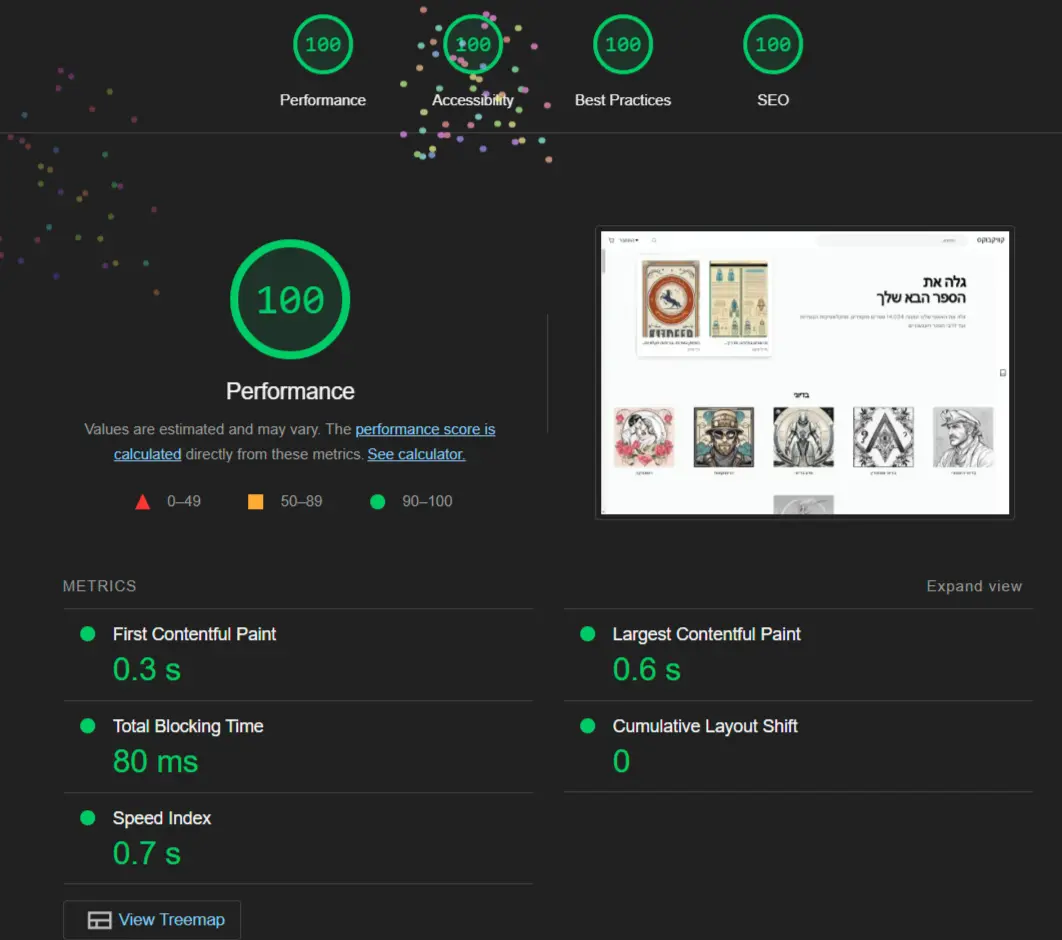 100
100
100
100
Performance
Accessibility
Best Practices
SEO
100
Performance
Values are estimated and may vary. The performance score is
calculated directly from these metrics. See calculator.
0–49
50–89
90–100
קוויקבוקס
גלה את
הספר הבא שלך
בדיוני
METRICS
Expand view
First Contentful Paint
0.3 s
Largest Contentful Paint
0.6 s
Total Blocking Time
80 ms
Cumulative Layout Shift
0
Speed Index
0.7 s
View Treemap